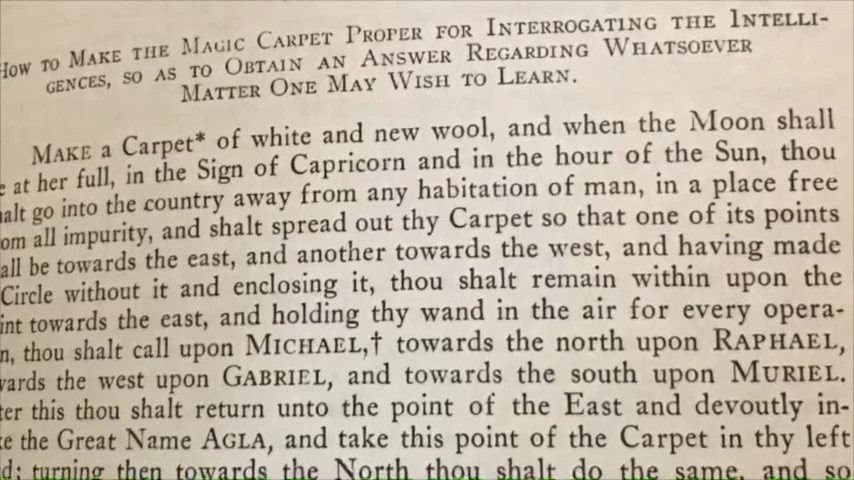 How to Make the Magic Carpet Proper for Interrogating the Intelli-
gences, so as to Obtain an Answer Regarding Whatsoever
Matter One May Wish to Learn.
Make a Carpet* of white and new wool, and when the Moon shall
e at her full, in the Sign of Capricorn and in the hour of the Sun, thou
alt go into the country away from any habitation of man, in a place free
om all impurity, and shalt spread out thy Carpet so that one of its points
all be towards the east, and another towards the west, and having made
Circle without it and enclosing it, thou shalt remain within upon the
int towards the east, and holding thy wand in the air for every opera-
n, thou shalt call upon MICHAEL,† towards the north upon RAPHAEL,
wards the west upon GABRIEL, and towards the south upon MURIEL.
ter this thou shalt return unto the point of the East and devoutly in-
ke the Great Name AGLA, and take this point of the Carpet in thy left
d; turning then towards the North thou shalt do the same, and so